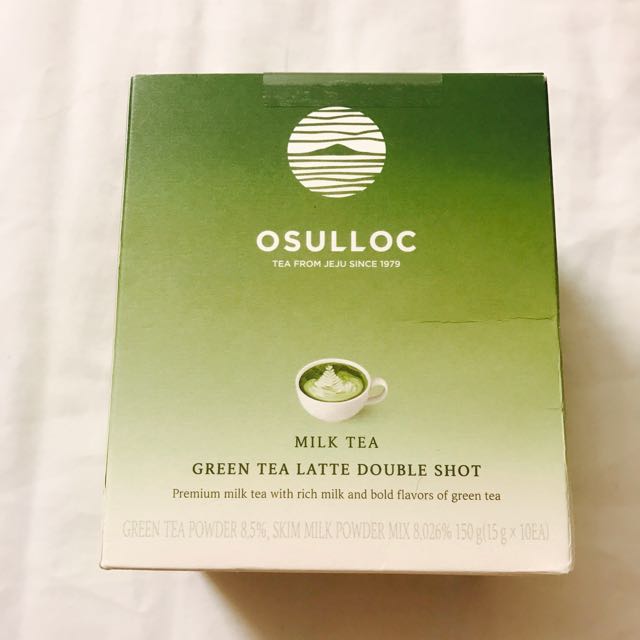 OSULLOC
TEA FROM JEJU SINCE 1979
MILK TEA
GREEN TEA LATTE DOUBLE SHOT
Premium milk tea with rich milk and bold flavors of green tea
GREEN TEA POWDER 8.5%, SKIM MILK POWDER MIX 8.026% 150 g(15 g × 10EA)